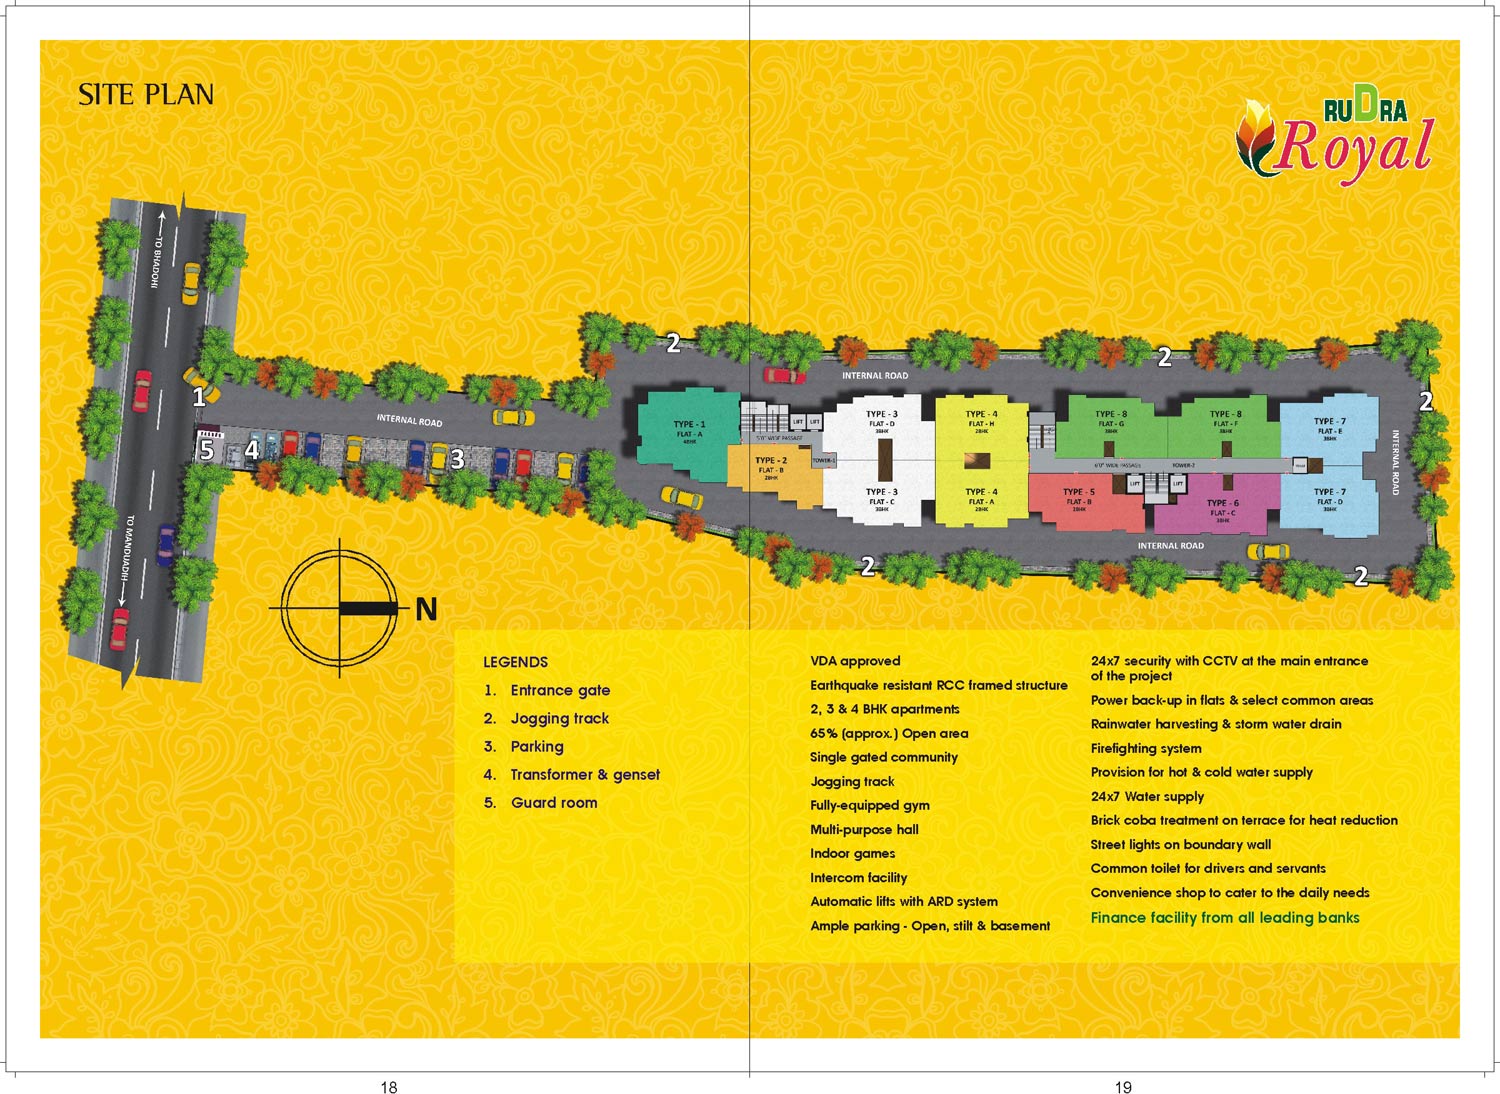 SITE PLAN
RUDRA
Royal
TO BHADOHI
TO MANDUADIH
1
5
4
3
2
2
2
2
2
INTERNAL ROAD
INTERNAL ROAD
INTERNAL ROAD
INTERNAL ROAD
TYPE - 1
FLAT - A
4BHK
TYPE - 2
FLAT - B
2BHK
LIFT
LIFT
5'0" WIDE PASSAGE
TOWER-1
TYPE - 3
FLAT - D
3BHK
TYPE - 3
FLAT - C
3BHK
TYPE - 4
FLAT - H
2BHK
TYPE - 4
FLAT - A
2BHK
TYPE - 8
FLAT - G
3BHK
TYPE - 8
FLAT - F
3BHK
TYPE - 7
FLAT - E
3BHK
6'0" WIDE PASSAGE
TOWER-2
LIFT
LIFT
TYPE - 5
FLAT - B
2BHK
TYPE - 6
FLAT - C
3BHK
TYPE - 7
FLAT - D
3BHK
N
LEGENDS
1. Entrance gate
2. Jogging track
3. Parking
4. Transformer & genset
5. Guard room
VDA approved
Earthquake resistant RCC framed structure
2, 3 & 4 BHK apartments
65% (approx.) Open area
Single gated community
Jogging track
Fully-equipped gym
Multi-purpose hall
Indoor games
Intercom facility
Automatic lifts with ARD system
Ample parking - Open, stilt & basement
24x7 security with CCTV at the main entrance
of the project
Power back-up in flats & select common areas
Rainwater harvesting & storm water drain
Firefighting system
Provision for hot & cold water supply
24x7 Water supply
Brick coba treatment on terrace for heat reduction
Street lights on boundary wall
Common toilet for drivers and servants
Convenience shop to cater to the daily needs
Finance facility from all leading banks
18
19